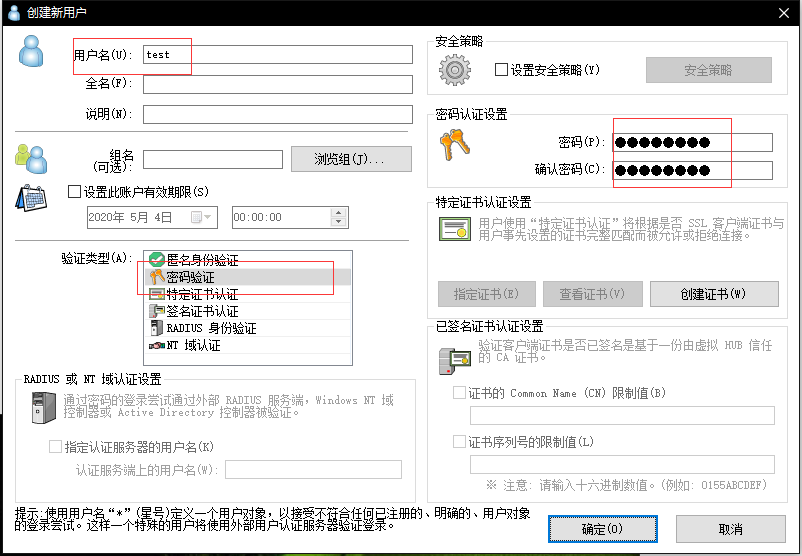 创建新用户
用户名(U):
test
全名(F):
说明(N):
组名
(可选):
浏览组(J)...
设置此账户有效期限(S)
2020年 5月 4日
00:00:00
验证类型(A):
匿名身份验证
密码验证
特定证书认证
签名证书认证
RADIUS 身份验证
NT 域认证
RADIUS 或 NT 域认证设置
通过密码的登录尝试通过外部 RADIUS 服务端，Windows NT 域
控制器或 Active Directory 控制器被验证。
指定认证服务器的用户名(K)
认证服务端上的用户名(W):
安全策略
设置安全策略(Y)
安全策略
密码认证设置
密码(P):
●●●●●●●●
确认密码(C):
●●●●●●●●
特定证书认证设置
用户使用“特定证书认证”将根据是否 SSL 客户端证书与
用户事先设置的证书完整匹配而被允许或拒绝连接。
指定证书(E)
查看证书(V)
创建证书(W)
已签名证书认证设置
验证客户端证书是否已签名是基于一份由虚拟 HUB 信任
的 CA 证书。
证书的 Common Name (CN) 限制值(B)
证书序列号的限制值(L)
※ 注意: 请输入十六进制数值。(例如: 0155ABCDEF)
提示:使用用户名“*”(星号)定义一个用户对象，以接受不符合任何已注册的、明确的、用户对象
的登录尝试。这样一个特殊的用户将使用外部用户认证服务器验证登录。
确定(O)
取消